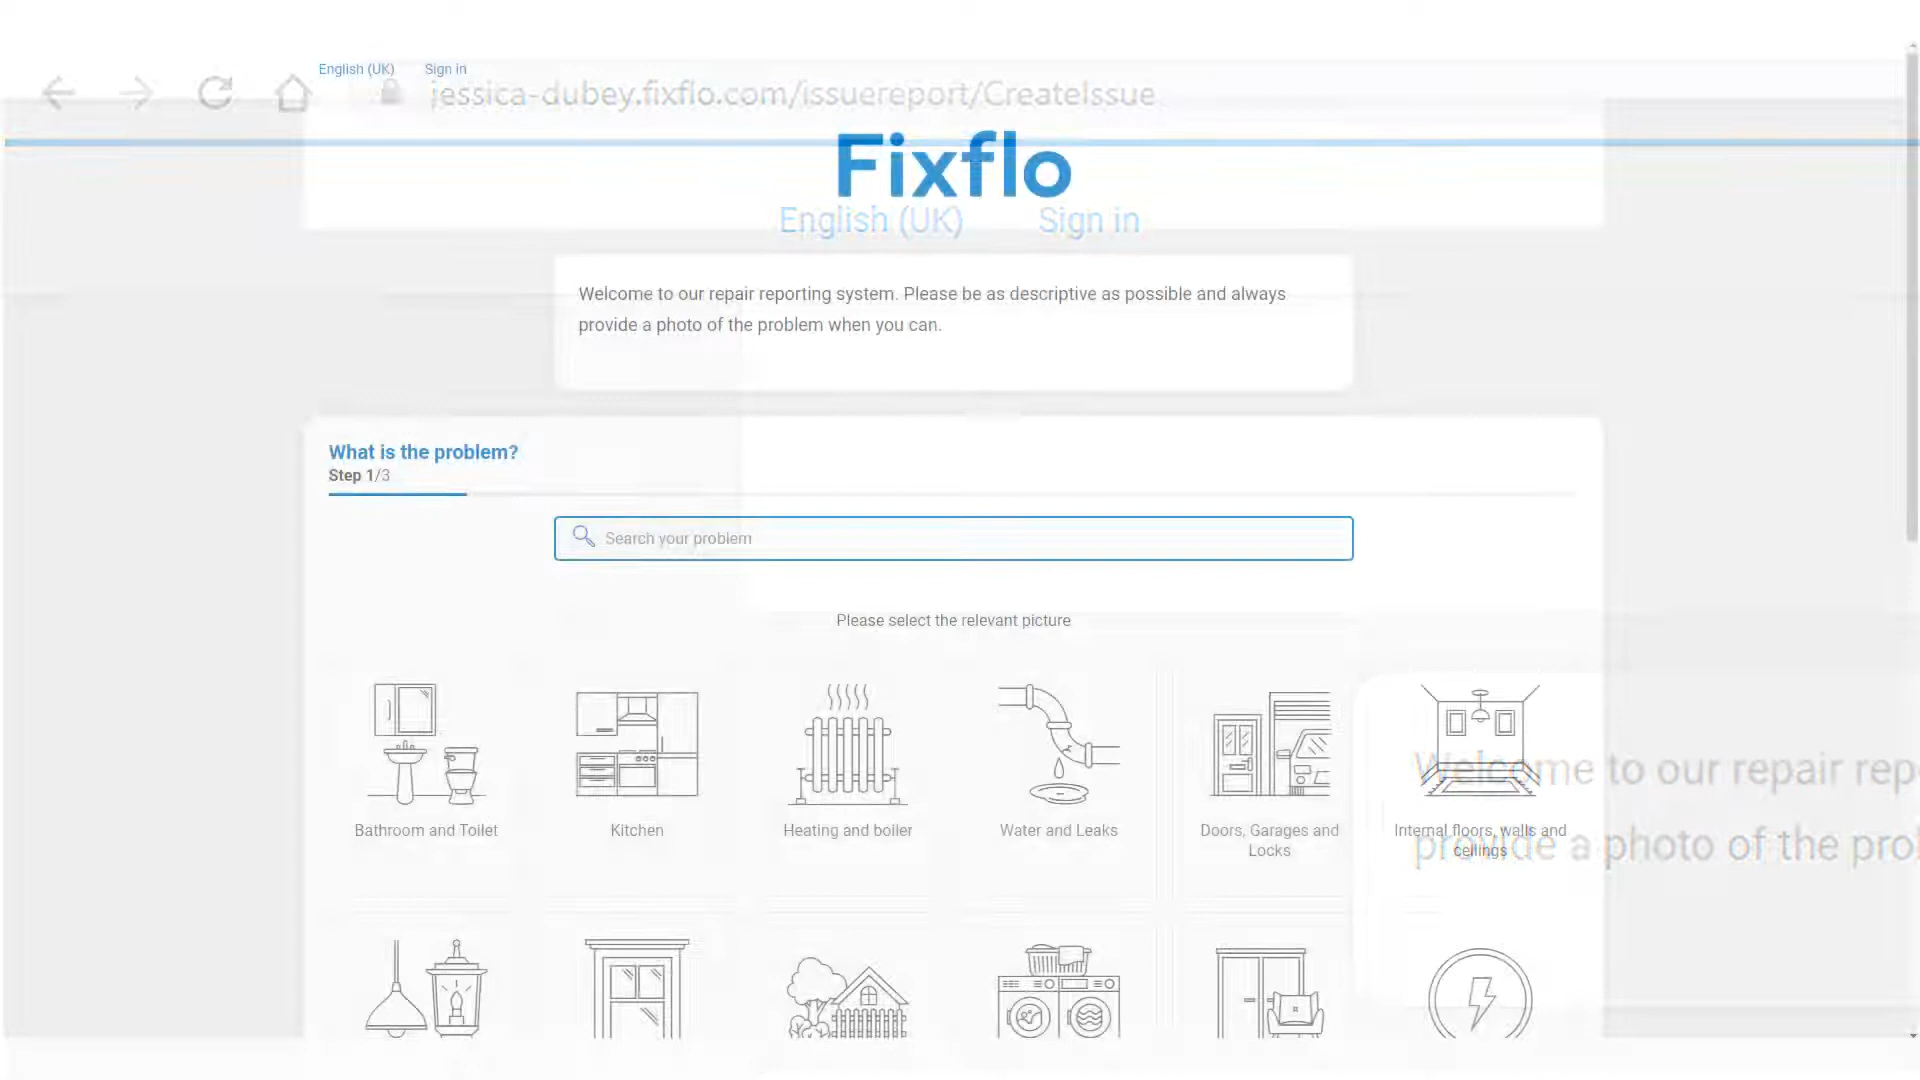 English (UK) Sign in
jessica-dubey.fixflo.com/issuereport/CreateIssue
Fixflo
English (UK) Sign in
Welcome to our repair reporting system. Please be as descriptive as possible and always
provide a photo of the problem when you can.
What is the problem?
Step 1/3
Search your problem
Please select the relevant picture
Bathroom and Toilet
Kitchen
Heating and boiler
Water and Leaks
Doors, Garages and
Locks
Internal floors, walls and
ceilings
Welcome to our repair rep
provide a photo of the pro